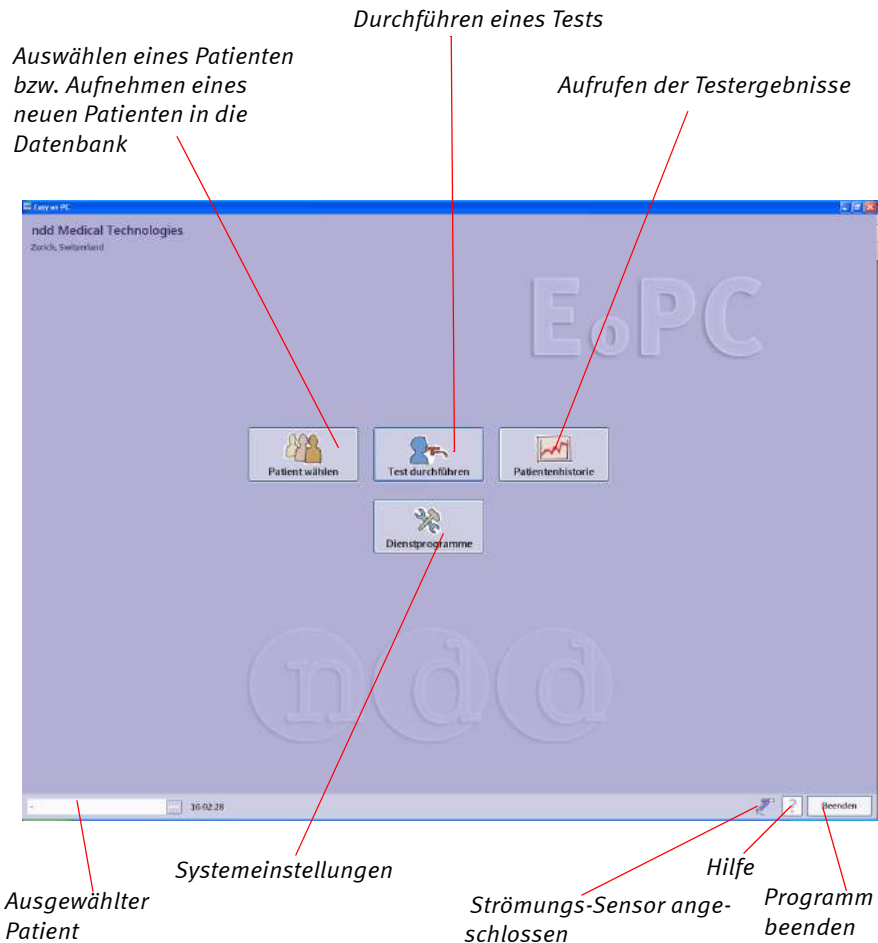 Durchführen eines Tests
Auswählen eines Patienten
bzw. Aufnehmen eines
neuen Patienten in die
Datenbank
Aufrufen der Testergebnisse
Easy on PC
ndd Medical Technologies
Zurich, Switzerland
EoPC
Patient wählen
Test durchführen
Patientenhistorie
Dienstprogramme
ndd
-
...
16:02:28
?
Beenden
Systemeinstellungen
Hilfe
Ausgewählter
Patient
Strömungs-Sensor ange-
schlossen
Programm
beenden